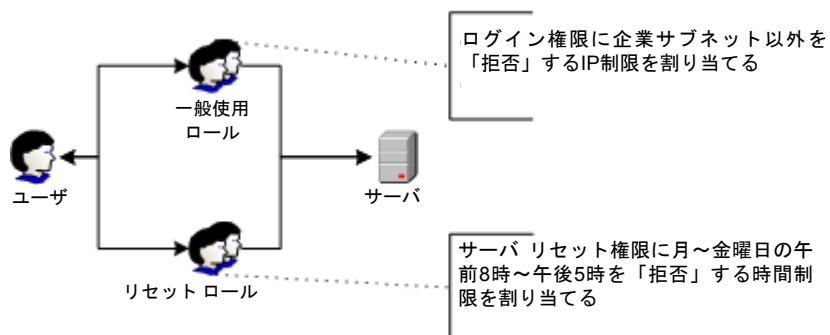 ログイン権限に企業サブネット以外を
「拒否」するIP制限を割り当てる
一般使用
ロール
ユーザ
サーバ
リセット ロール
サーバ リセット権限に月～金曜日の午
前8時～午後5時を「拒否」する時間制
限を割り当てる